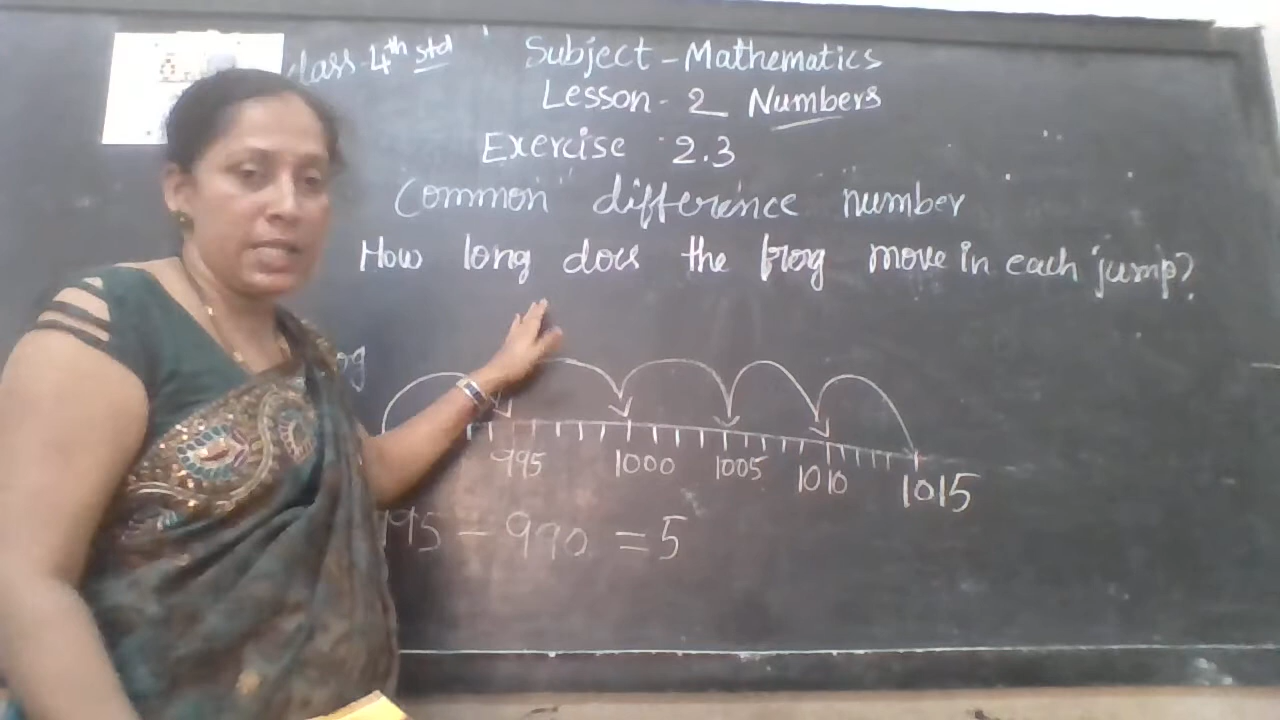 Class-4th std
Subject - Mathematics
Lesson - 2 Numbers
Exercise 2.3
Common difference number
How long does the frog move in each jump?
995 1000 1005 1010 1015
995 - 990 = 5